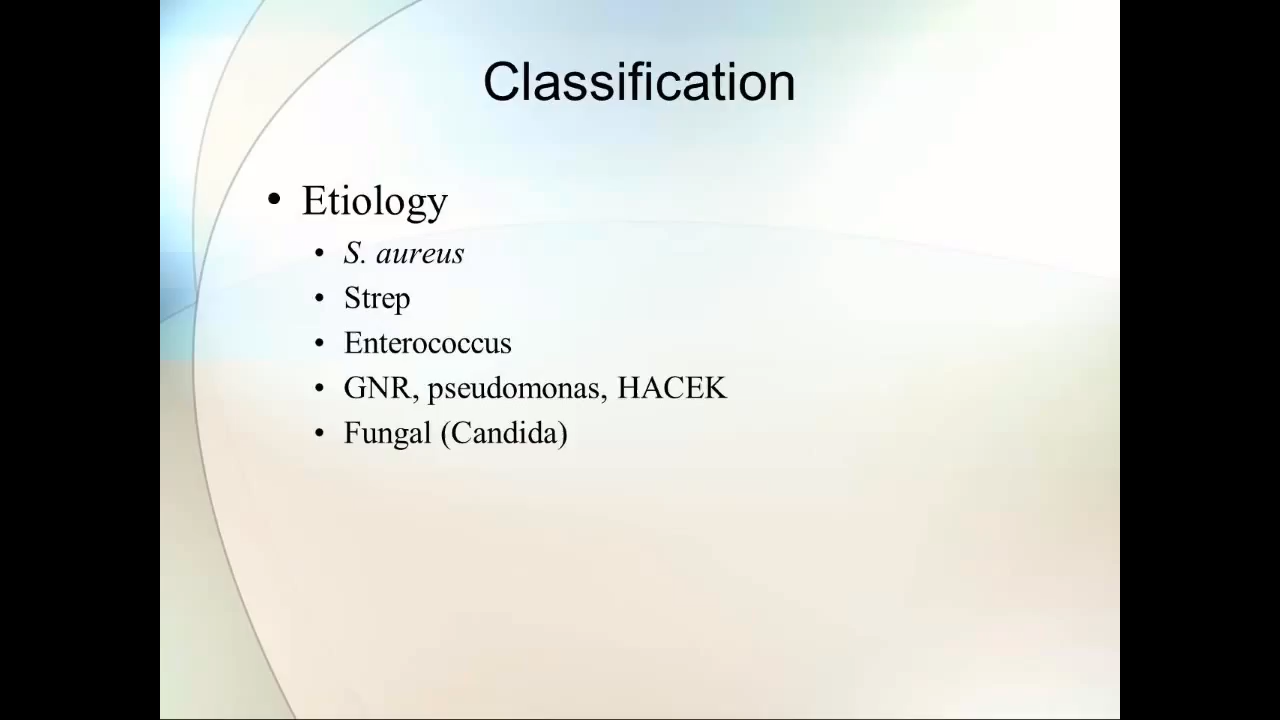 Classification
• Etiology
• S. aureus
• Strep
• Enterococcus
• GNR, pseudomonas, HACEK
• Fungal (Candida)